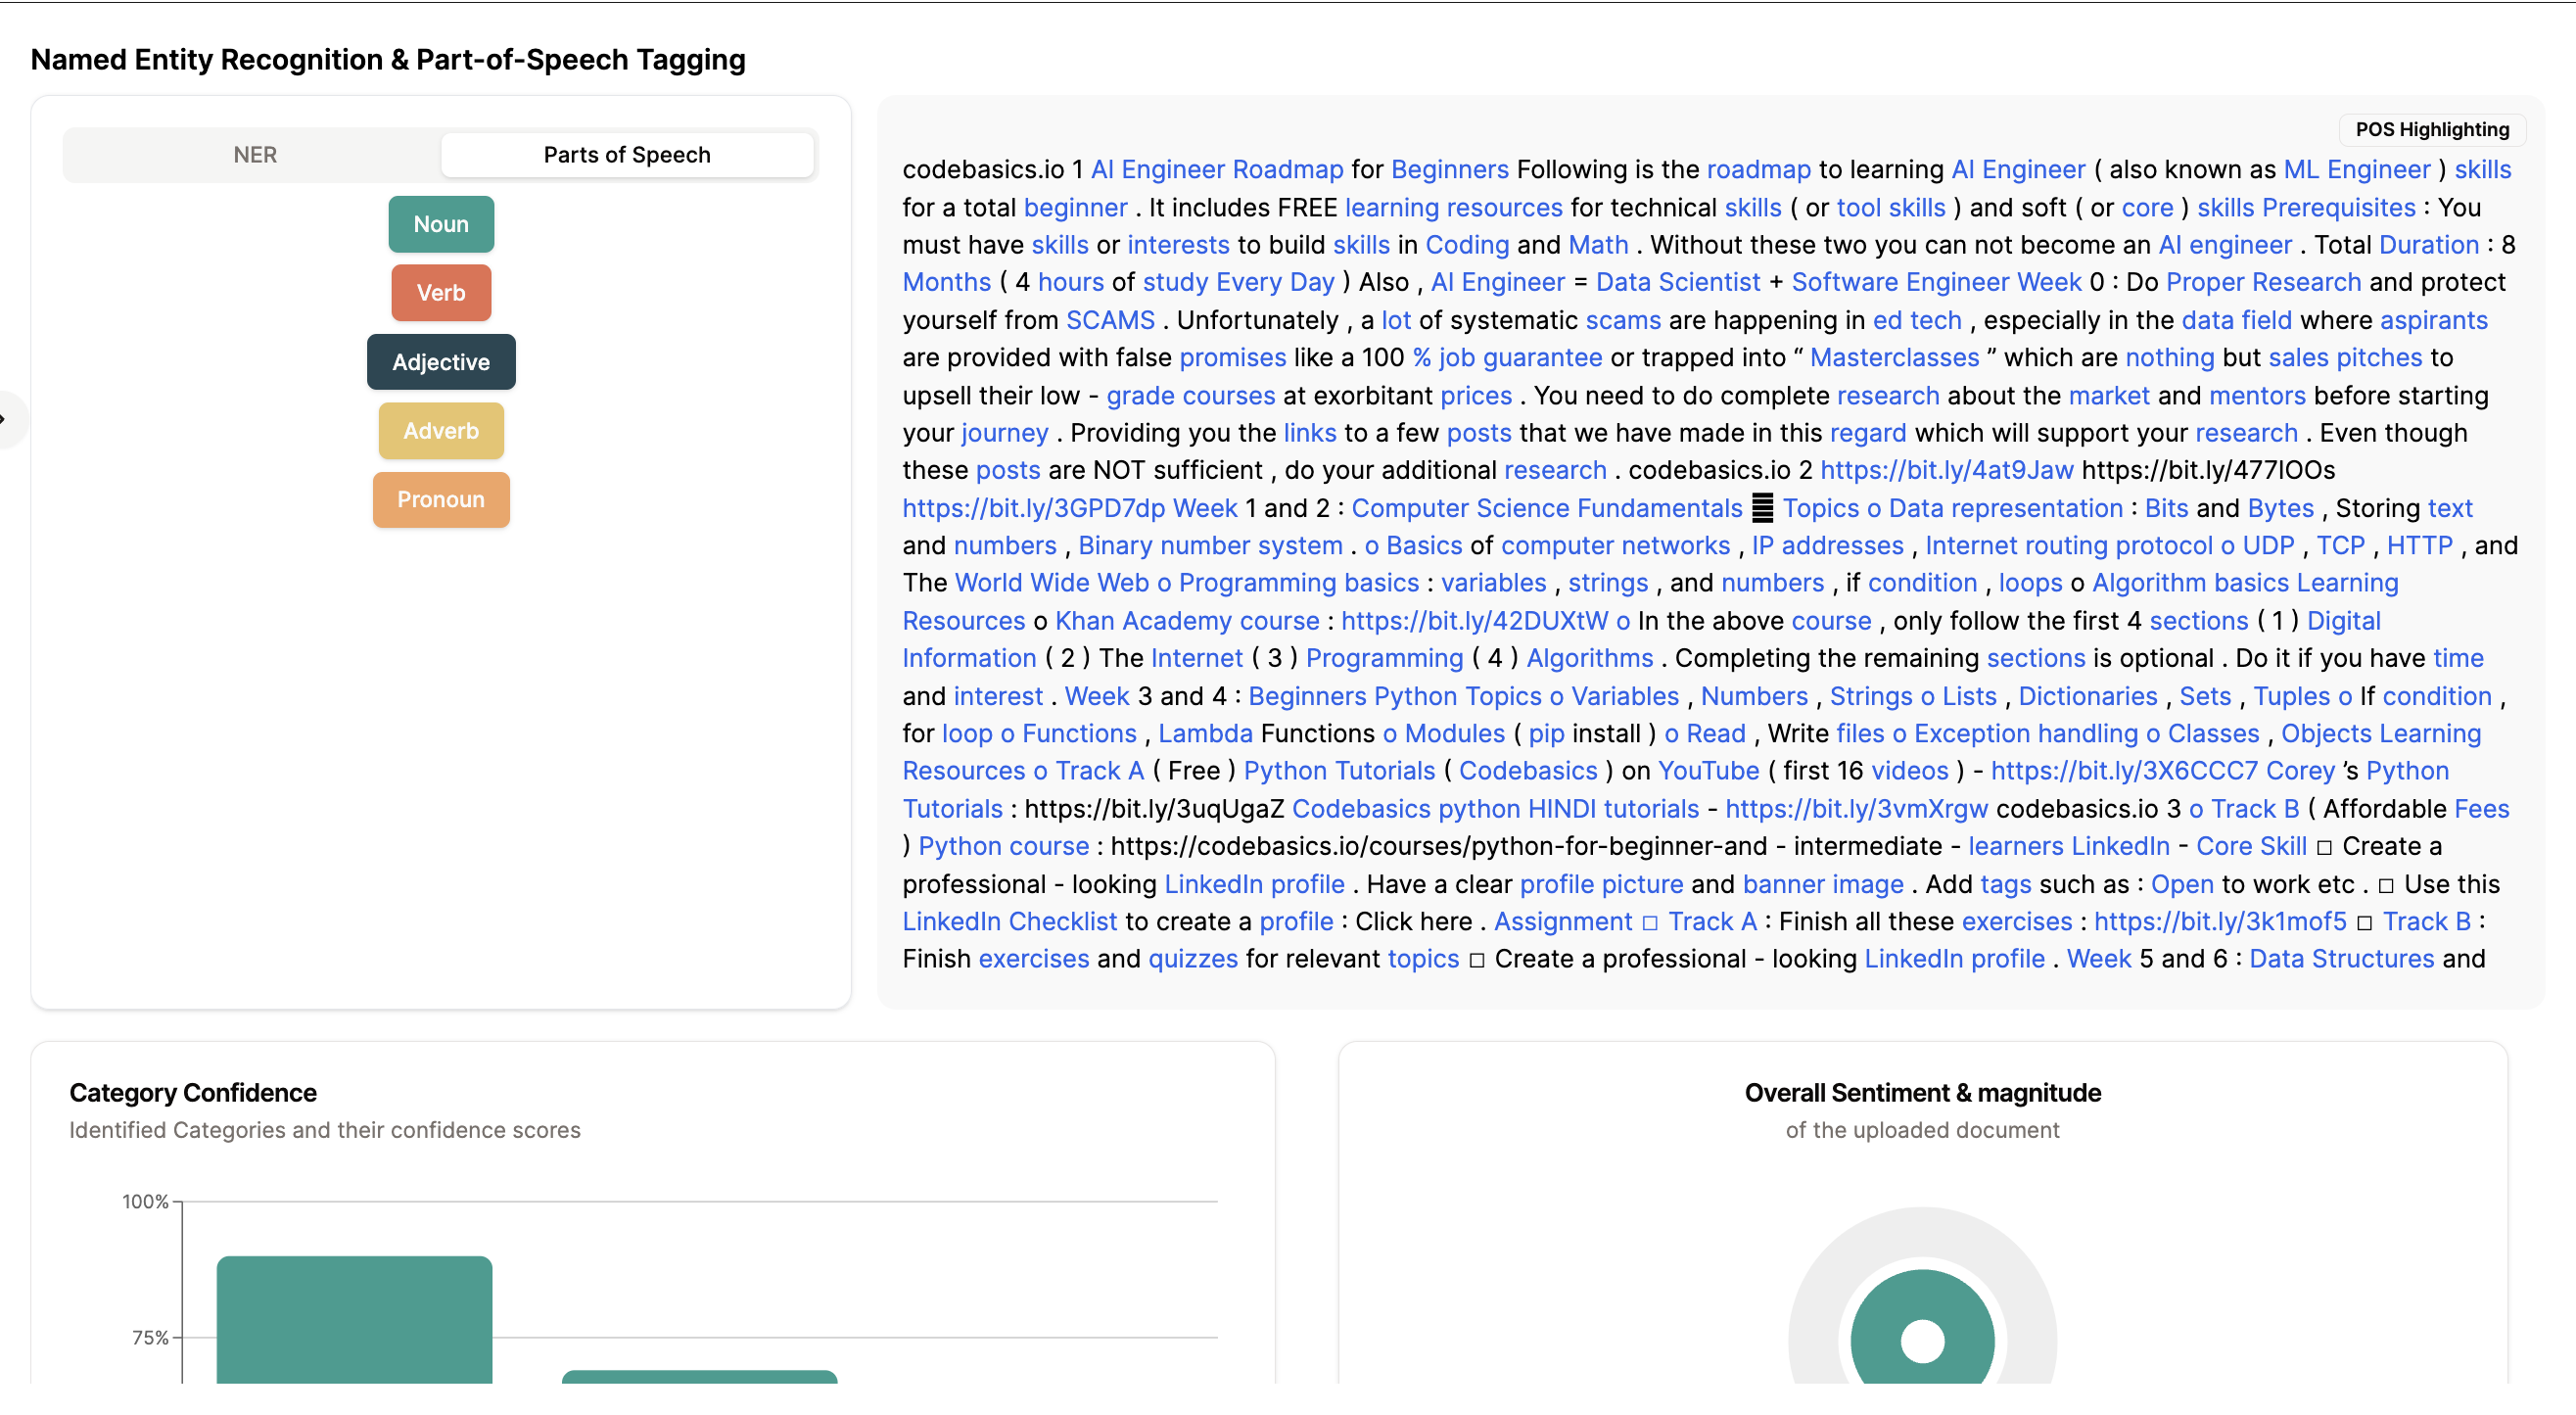 Named Entity Recognition & Part-of-Speech Tagging
NER
Parts of Speech
Noun
Verb
Adjective
Adverb
Pronoun
POS Highlighting
codebasics.io 1 AI Engineer Roadmap for Beginners Following is the roadmap to learning AI Engineer ( also known as ML Engineer ) skills
for a total beginner . It includes FREE learning resources for technical skills ( or tool skills ) and soft ( or core ) skills Prerequisites : You
must have skills or interests to build skills in Coding and Math . Without these two you can not become an AI engineer . Total Duration : 8
Months ( 4 hours of study Every Day ) Also , AI Engineer = Data Scientist + Software Engineer Week 0 : Do Proper Research and protect
yourself from SCAMS . Unfortunately , a lot of systematic scams are happening in ed tech , especially in the data field where aspirants
are provided with false promises like a 100 % job guarantee or trapped into “ Masterclasses ” which are nothing but sales pitches to
upsell their low - grade courses at exorbitant prices . You need to do complete research about the market and mentors before starting
your journey . Providing you the links to a few posts that we have made in this regard which will support your research . Even though
these posts are NOT sufficient , do your additional research . codebasics.io 2 https://bit.ly/4at9Jaw https://bit.ly/477lOOs
https://bit.ly/3GPD7dp Week 1 and 2 : Computer Science Fundamentals Topics o Data representation : Bits and Bytes , Storing text
and numbers , Binary number system . o Basics of computer networks , IP addresses , Internet routing protocol o UDP , TCP , HTTP , and
The World Wide Web o Programming basics : variables , strings , and numbers , if condition , loops o Algorithm basics Learning
Resources o Khan Academy course : https://bit.ly/42DUXtW o In the above course , only follow the first 4 sections ( 1 ) Digital
Information ( 2 ) The Internet ( 3 ) Programming ( 4 ) Algorithms . Completing the remaining sections is optional . Do it if you have time
and interest . Week 3 and 4 : Beginners Python Topics o Variables , Numbers , Strings o Lists , Dictionaries , Sets , Tuples o If condition ,
for loop o Functions , Lambda Functions o Modules ( pip install ) o Read , Write files o Exception handling o Classes , Objects Learning
Resources o Track A ( Free ) Python Tutorials ( Codebasics ) on YouTube ( first 16 videos ) - https://bit.ly/3X6CCC7 Corey ’s Python
Tutorials : https://bit.ly/3uqUgaZ Codebasics python HINDI tutorials - https://bit.ly/3vmXrgw codebasics.io 3 o Track B ( Affordable Fees
) Python course : https://codebasics.io/courses/python-for-beginner-and - intermediate - learners LinkedIn - Core Skill □ Create a
professional - looking LinkedIn profile . Have a clear profile picture and banner image . Add tags such as : Open to work etc . □ Use this
LinkedIn Checklist to create a profile : Click here . Assignment □ Track A : Finish all these exercises : https://bit.ly/3k1mof5 □ Track B :
Finish exercises and quizzes for relevant topics □ Create a professional - looking LinkedIn profile . Week 5 and 6 : Data Structures and
Category Confidence
Identified Categories and their confidence scores
100%
75%
Overall Sentiment & magnitude
of the uploaded document